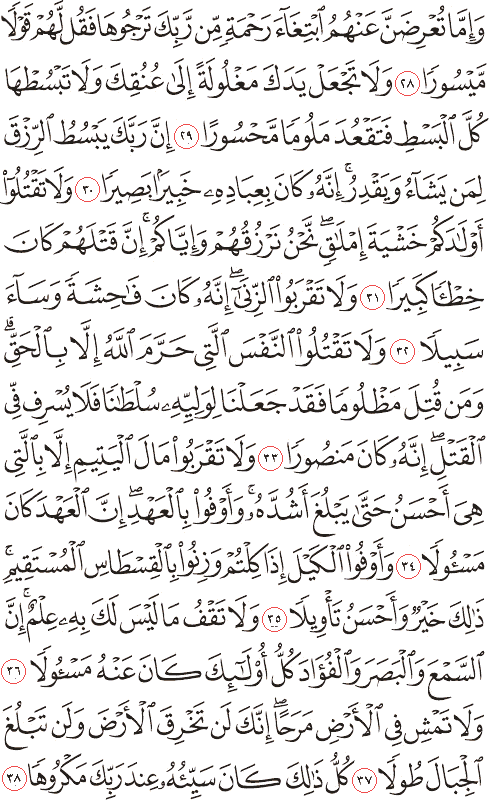 وَإِمَّا تُعْرِضَنَّ عَنْهُمُ ٱبْتِغَآءَ رَحْمَةٍ مِّن رَّبِّكَ تَرْجُوهَا فَقُل لَّهُمْ قَوْلًا
مَّيْسُورًا ٢٨ وَلَا تَجْعَلْ يَدَكَ مَغْلُولَةً إِلَىٰ عُنُقِكَ وَلَا تَبْسُطْهَا
كُلَّ ٱلْبَسْطِ فَتَقْعُدَ مَلُومًا مَّحْسُورًا ٢٩ إِنَّ رَبَّكَ يَبْسُطُ ٱلرِّزْقَ
لِمَن يَشَآءُ وَيَقْدِرُ ۚ إِنَّهُۥ كَانَ بِعِبَادِهِۦ خَبِيرًۢا بَصِيرًا ٣٠ وَلَا تَقْتُلُوٓا۟
أَوْلَٰدَكُمْ خَشْيَةَ إِمْلَٰقٍ ۖ نَّحْنُ نَرْزُقُهُمْ وَإِيَّاكُمْ ۚ إِنَّ قَتْلَهُمْ كَانَ
خِطْـًٔا كَبِيرًا ٣١ وَلَا تَقْرَبُوا۟ ٱلزِّنَىٰٓ ۖ إِنَّهُۥ كَانَ فَٰحِشَةً وَسَآءَ
سَبِيلًا ٣٢ وَلَا تَقْتُلُوا۟ ٱلنَّفْسَ ٱلَّتِى حَرَّمَ ٱللَّهُ إِلَّا بِٱلْحَقِّ ۗ
وَمَن قُتِلَ مَظْلُومًا فَقَدْ جَعَلْنَا لِوَلِيِّهِۦ سُلْطَٰنًا فَلَا يُسْرِف فِّى
ٱلْقَتْلِ ۖ إِنَّهُۥ كَانَ مَنصُورًا ٣٣ وَلَا تَقْرَبُوا۟ مَالَ ٱلْيَتِيمِ إِلَّا بِٱلَّتِى
هِىَ أَحْسَنُ حَتَّىٰ يَبْلُغَ أَشُدَّهُۥ ۚ وَأَوْفُوا۟ بِٱلْعَهْدِ ۖ إِنَّ ٱلْعَهْدَ كَانَ
مَسْـُٔولًا ٣٤ وَأَوْفُوا۟ ٱلْكَيْلَ إِذَا كِلْتُمْ وَزِنُوا۟ بِٱلْقِسْطَاسِ ٱلْمُسْتَقِيمِ ۚ
ذَٰلِكَ خَيْرٌ وَأَحْسَنُ تَأْوِيلًا ٣٥ وَلَا تَقْفُ مَا لَيْسَ لَكَ بِهِۦ عِلْمٌ ۚ إِنَّ
ٱلسَّمْعَ وَٱلْبَصَرَ وَٱلْفُؤَادَ كُلُّ أُو۟لَٰٓئِكَ كَانَ عَنْهُ مَسْـُٔولًا ٣٦
وَلَا تَمْشِ فِى ٱلْأَرْضِ مَرَحًا ۖ إِنَّكَ لَن تَخْرِقَ ٱلْأَرْضَ وَلَن تَبْلُغَ
ٱلْجِبَالَ طُولًا ٣٧ كُلُّ ذَٰلِكَ كَانَ سَيِّئُهُۥ عِندَ رَبِّكَ مَكْرُوهًا ٣٨